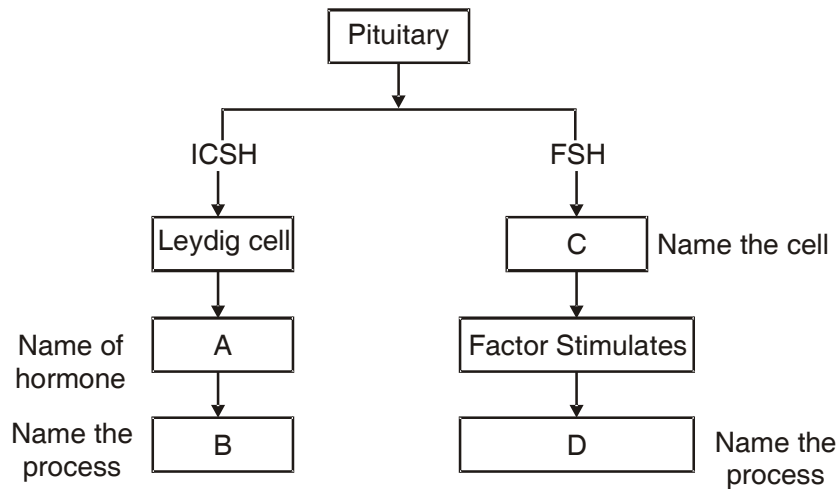 Pituitary
ICSH
FSH
Leydig cell
C
Name the cell
Name of
hormone
A
Factor Stimulates
Name the
process
B
D
Name the
process